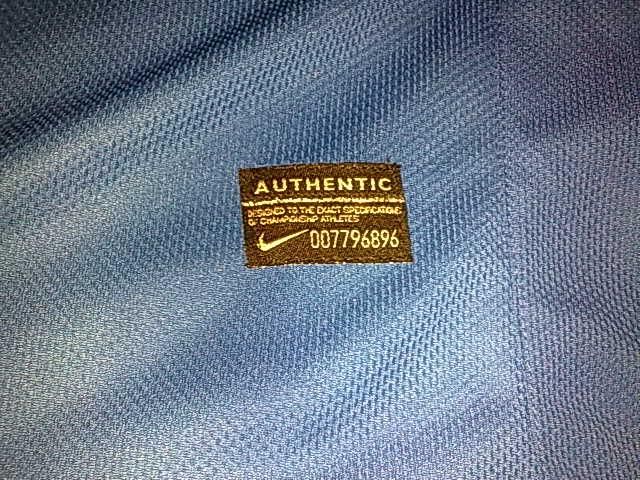 AUTHENTIC
DESIGNED TO THE EXACT SPECIFICATIONS
OF CHAMPIONSHIP ATHLETES
007796896